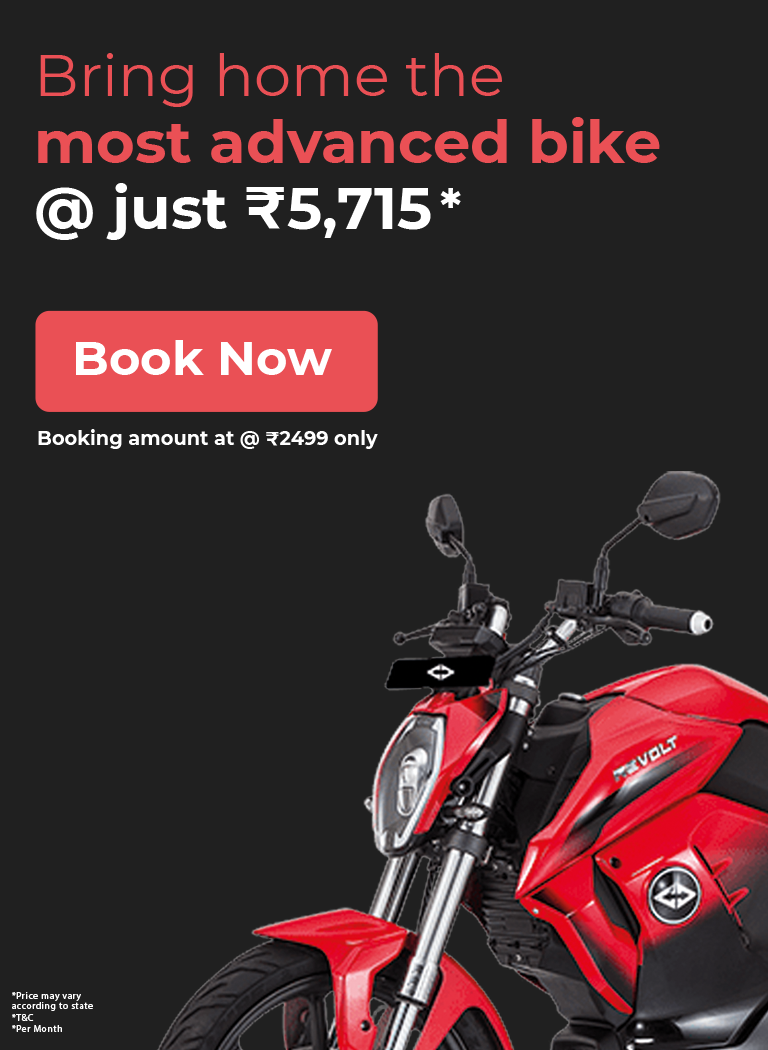 Bring home the
most advanced bike
@ just ₹5,715*
Book Now
Booking amount at @ ₹2499 only
REVOLT
*Price may vary
according to state
*T&C
*Per Month